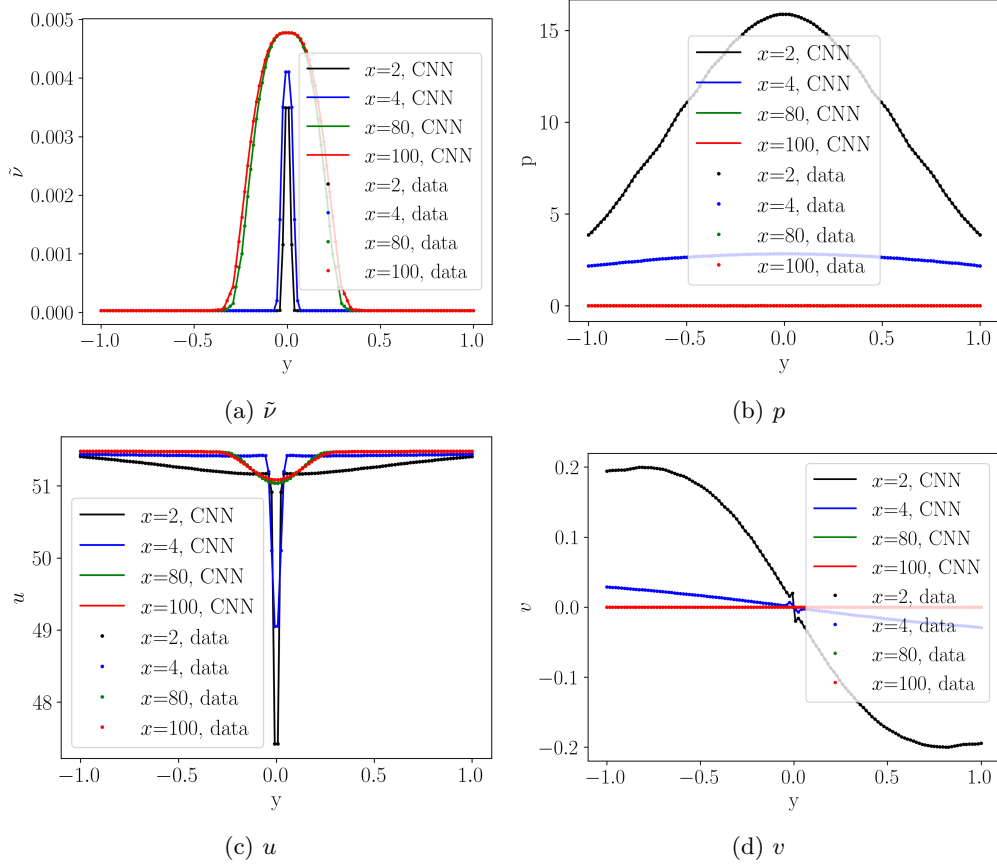 0.005
0.004
0.003
0.002
0.001
0.000
ν̃
x=2, CNN
x=4, CNN
x=80, CNN
x=100, CNN
x=2, data
x=4, data
x=80, data
x=100, data
−1.0 −0.5 0.0 0.5 1.0
y
(a) ν̃
15
10
5
0
p
x=2, CNN
x=4, CNN
x=80, CNN
x=100, CNN
x=2, data
x=4, data
x=80, data
x=100, data
−1.0 −0.5 0.0 0.5 1.0
y
(b) p
51
50
49
48
u
x=2, CNN
x=4, CNN
x=80, CNN
x=100, CNN
x=2, data
x=4, data
x=80, data
x=100, data
−1.0 −0.5 0.0 0.5 1.0
y
(c) u
0.2
0.1
0.0
−0.1
−0.2
v
x=2, CNN
x=4, CNN
x=80, CNN
x=100, CNN
x=2, data
x=4, data
x=80, data
x=100, data
−1.0 −0.5 0.0 0.5 1.0
y
(d) v